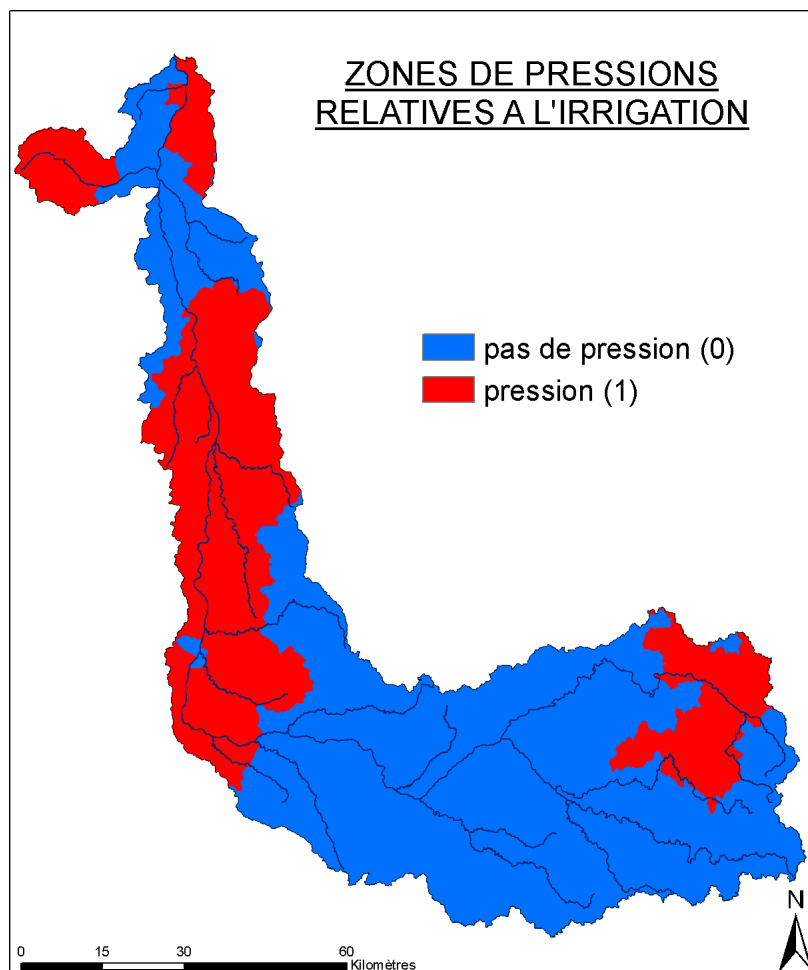 ZONES DE PRESSIONS
RELATIVES A L'IRRIGATION
pas de pression (0)
pression (1)
N
0 15 30 60
Kilomètres